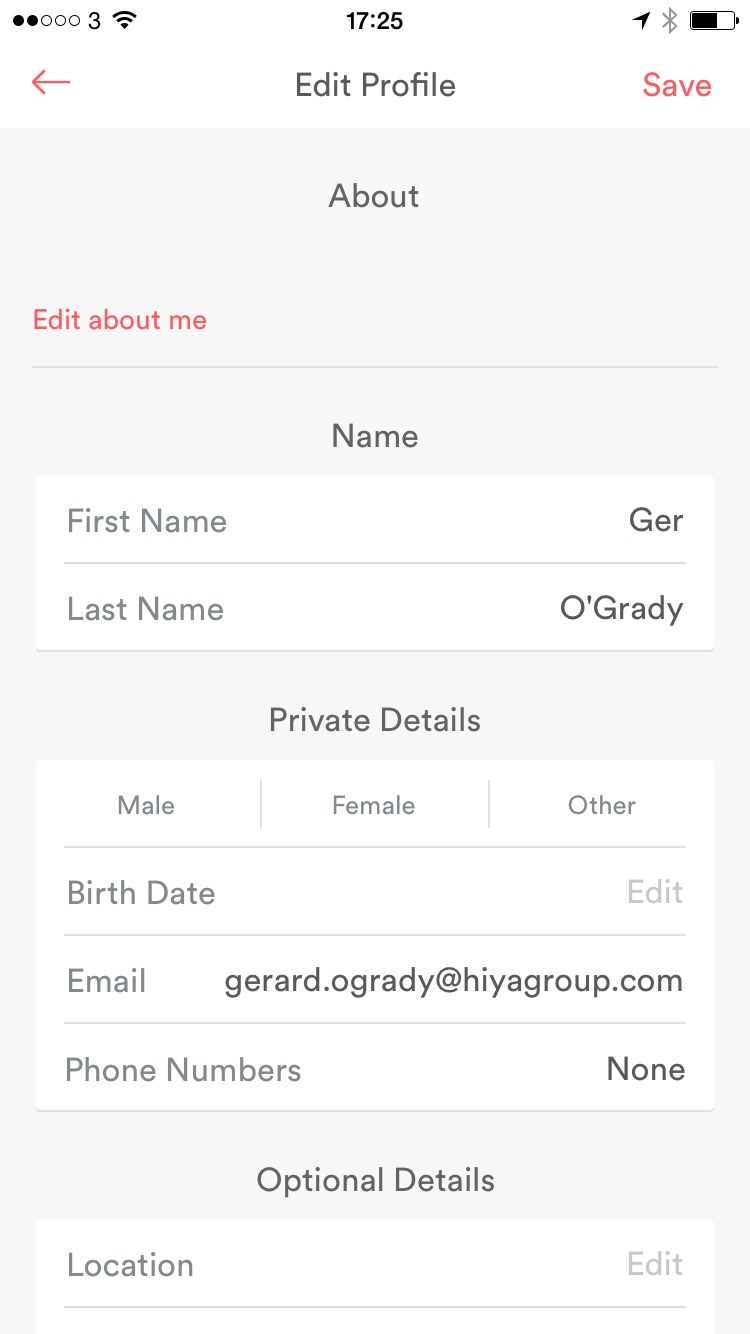 3 17:25
Edit Profile Save
About
Edit about me
Name
First Name Ger
Last Name O'Grady
Private Details
Male Female Other
Birth Date Edit
Email gerard.ogrady@hiyagroup.com
Phone Numbers None
Optional Details
Location Edit